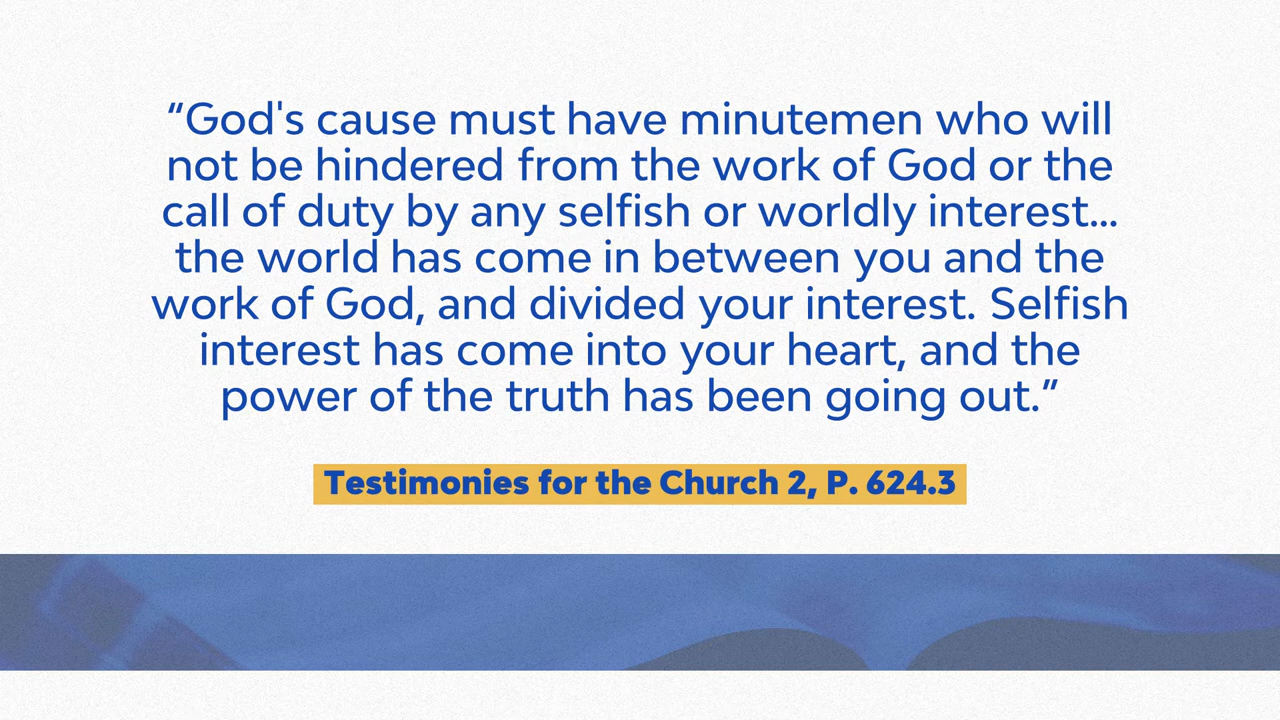 “God's cause must have minutemen who will
not be hindered from the work of God or the
call of duty by any selfish or worldly interest...
the world has come in between you and the
work of God, and divided your interest. Selfish
interest has come into your heart, and the
power of the truth has been going out.”
Testimonies for the Church 2, P. 624.3